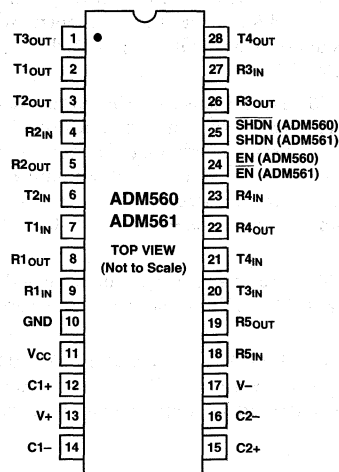 T3OUT 1
T1OUT 2
T2OUT 3
R2IN 4
R2OUT 5
T2IN 6
T1IN 7
R1OUT 8
R1IN 9
GND 10
VCC 11
C1+ 12
V+ 13
C1– 14
ADM560
ADM561
TOP VIEW
(Not to Scale)
28 T4OUT
27 R3IN
26 R3OUT
25 SHDN (ADM560)
SHDN (ADM561)
24 EN (ADM560)
EN (ADM561)
23 R4IN
22 R4OUT
21 T4IN
20 T3IN
19 R5OUT
18 R5IN
17 V–
16 C2–
15 C2+